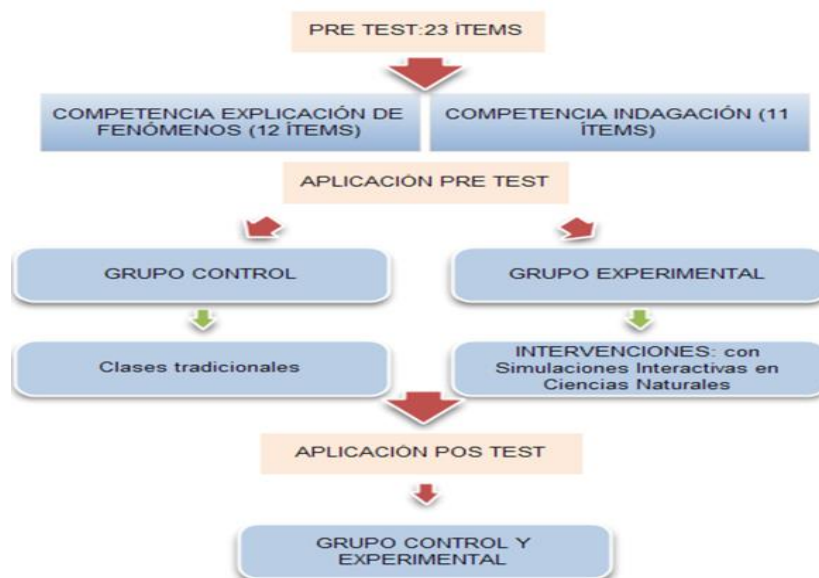 PRE TEST:23 ÍTEMS
COMPETENCIA EXPLICACIÓN DE
FENÓMENOS (12 ÍTEMS)
COMPETENCIA INDAGACIÓN (11
ÍTEMS)
APLICACIÓN PRE TEST
GRUPO CONTROL
GRUPO EXPERIMENTAL
Clases tradicionales
INTERVENCIONES: con
Simulaciones Interactivas en
Ciencias Naturales
APLICACIÓN POS TEST
GRUPO CONTROL Y
EXPERIMENTAL